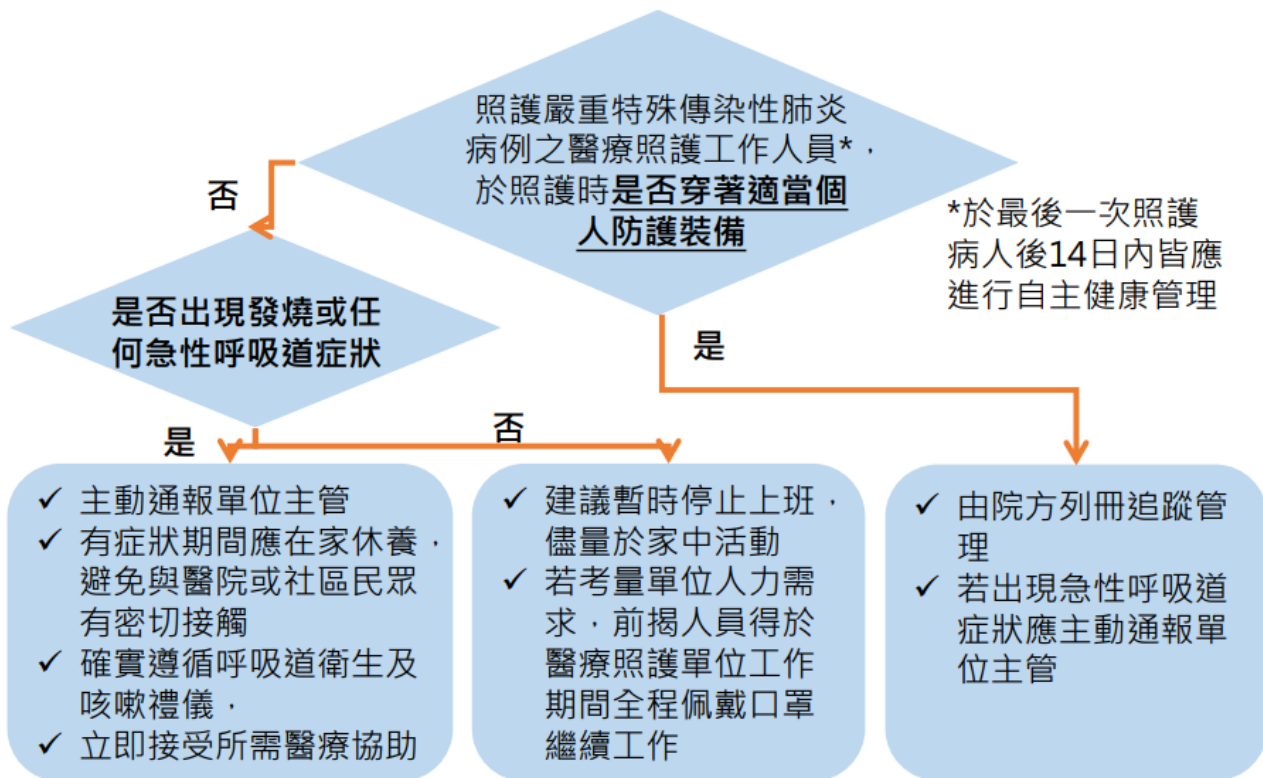 照護嚴重特殊傳染性肺炎
病例之醫療照護工作人員*，
於照護時是否穿著適當個
人防護裝備
否
*於最後一次照護
病人後14日內皆應
進行自主健康管理
是否出現發燒或任
何急性呼吸道症狀
是
是
否
✓ 主動通報單位主管
✓ 有症狀期間應在家休養，
避免與醫院或社區民眾
有密切接觸
✓ 確實遵循呼吸道衛生及
咳嗽禮儀，
✓ 立即接受所需醫療協助
✓ 建議暫時停止上班，
儘量於家中活動
✓ 若考量單位人力需
求，前揭人員得於
醫療照護單位工作
期間全程佩戴口罩
繼續工作
✓ 由院方列冊追蹤管
理
✓ 若出現急性呼吸道
症狀應主動通報單
位主管